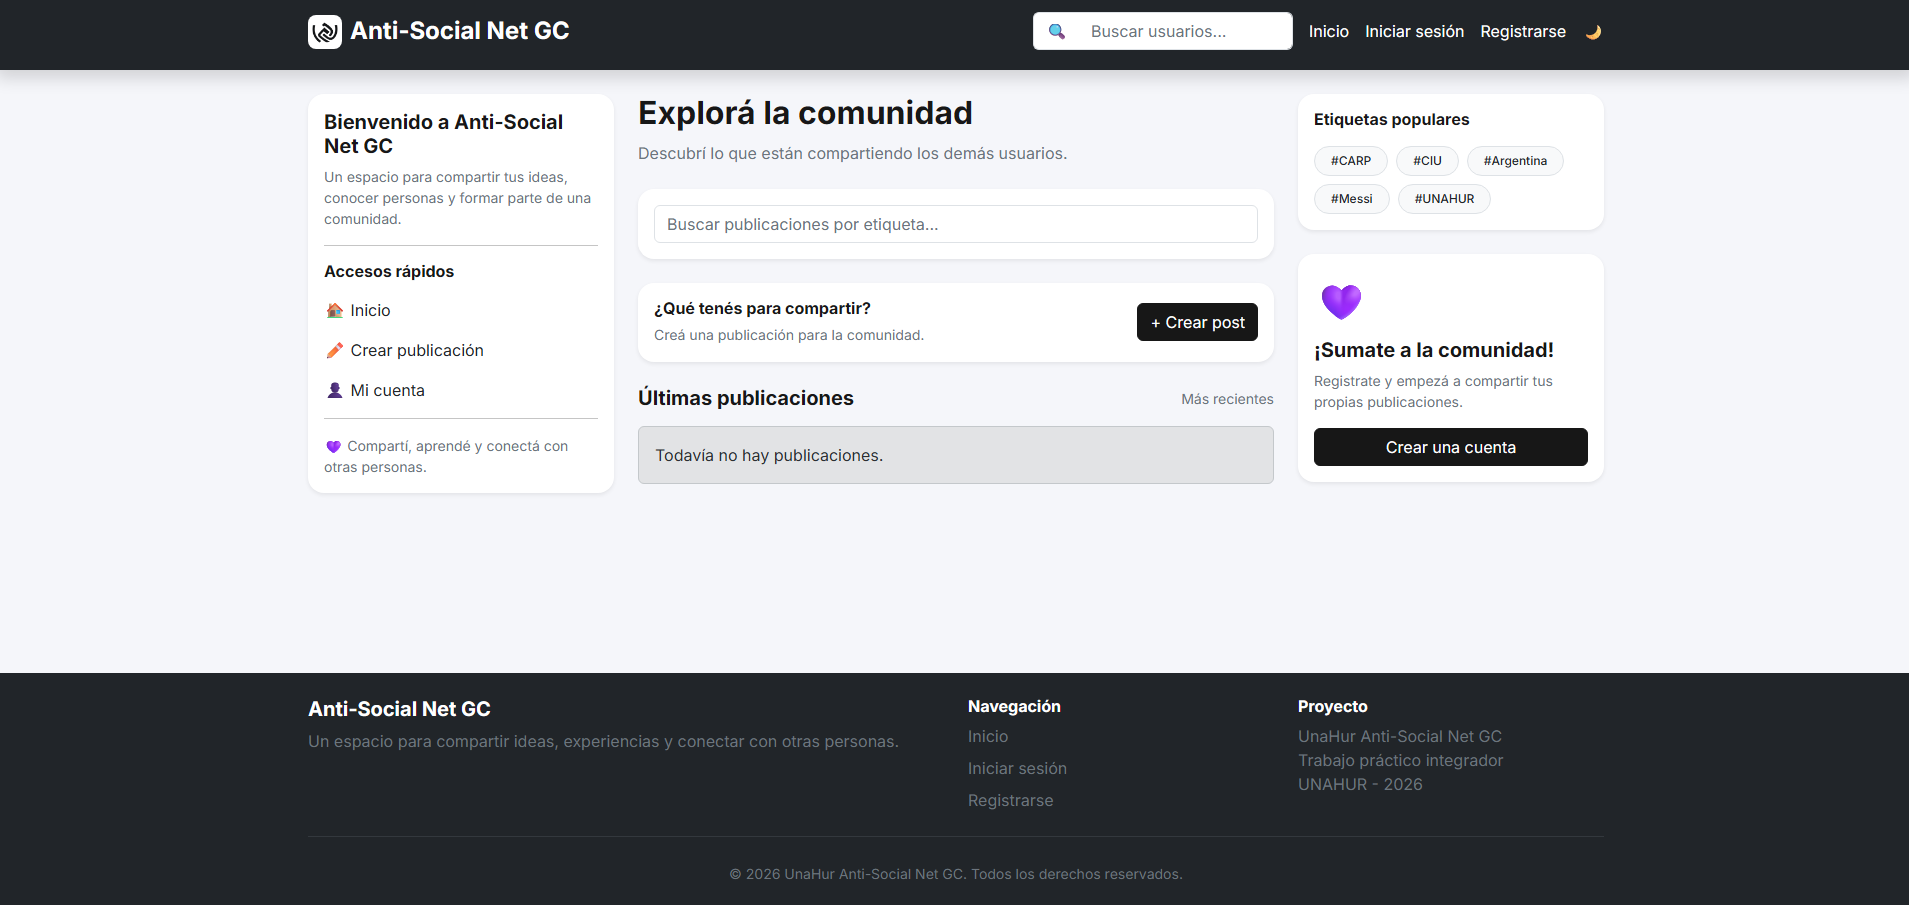 Anti-Social Net GC
Buscar usuarios...
Inicio
Iniciar sesión
Registrarse
Bienvenido a Anti-Social
Net GC
Un espacio para compartir tus ideas,
conocer personas y formar parte de una
comunidad.
Accesos rápidos
Inicio
Crear publicación
Mi cuenta
Compartí, aprendé y conectá con
otras personas.
Explorá la comunidad
Descubrí lo que están compartiendo los demás usuarios.
Buscar publicaciones por etiqueta...
¿Qué tenés para compartir?
Creá una publicación para la comunidad.
+ Crear post
Últimas publicaciones
Más recientes
Todavía no hay publicaciones.
Etiquetas populares
#CARP
#CIU
#Argentina
#Messi
#UNAHUR
¡Sumate a la comunidad!
Registrate y empezá a compartir tus
propias publicaciones.
Crear una cuenta
Anti-Social Net GC
Un espacio para compartir ideas, experiencias y conectar con otras personas.
Navegación
Inicio
Iniciar sesión
Registrarse
Proyecto
UnaHur Anti-Social Net GC
Trabajo práctico integrador
UNAHUR - 2026
© 2026 UnaHur Anti-Social Net GC. Todos los derechos reservados.